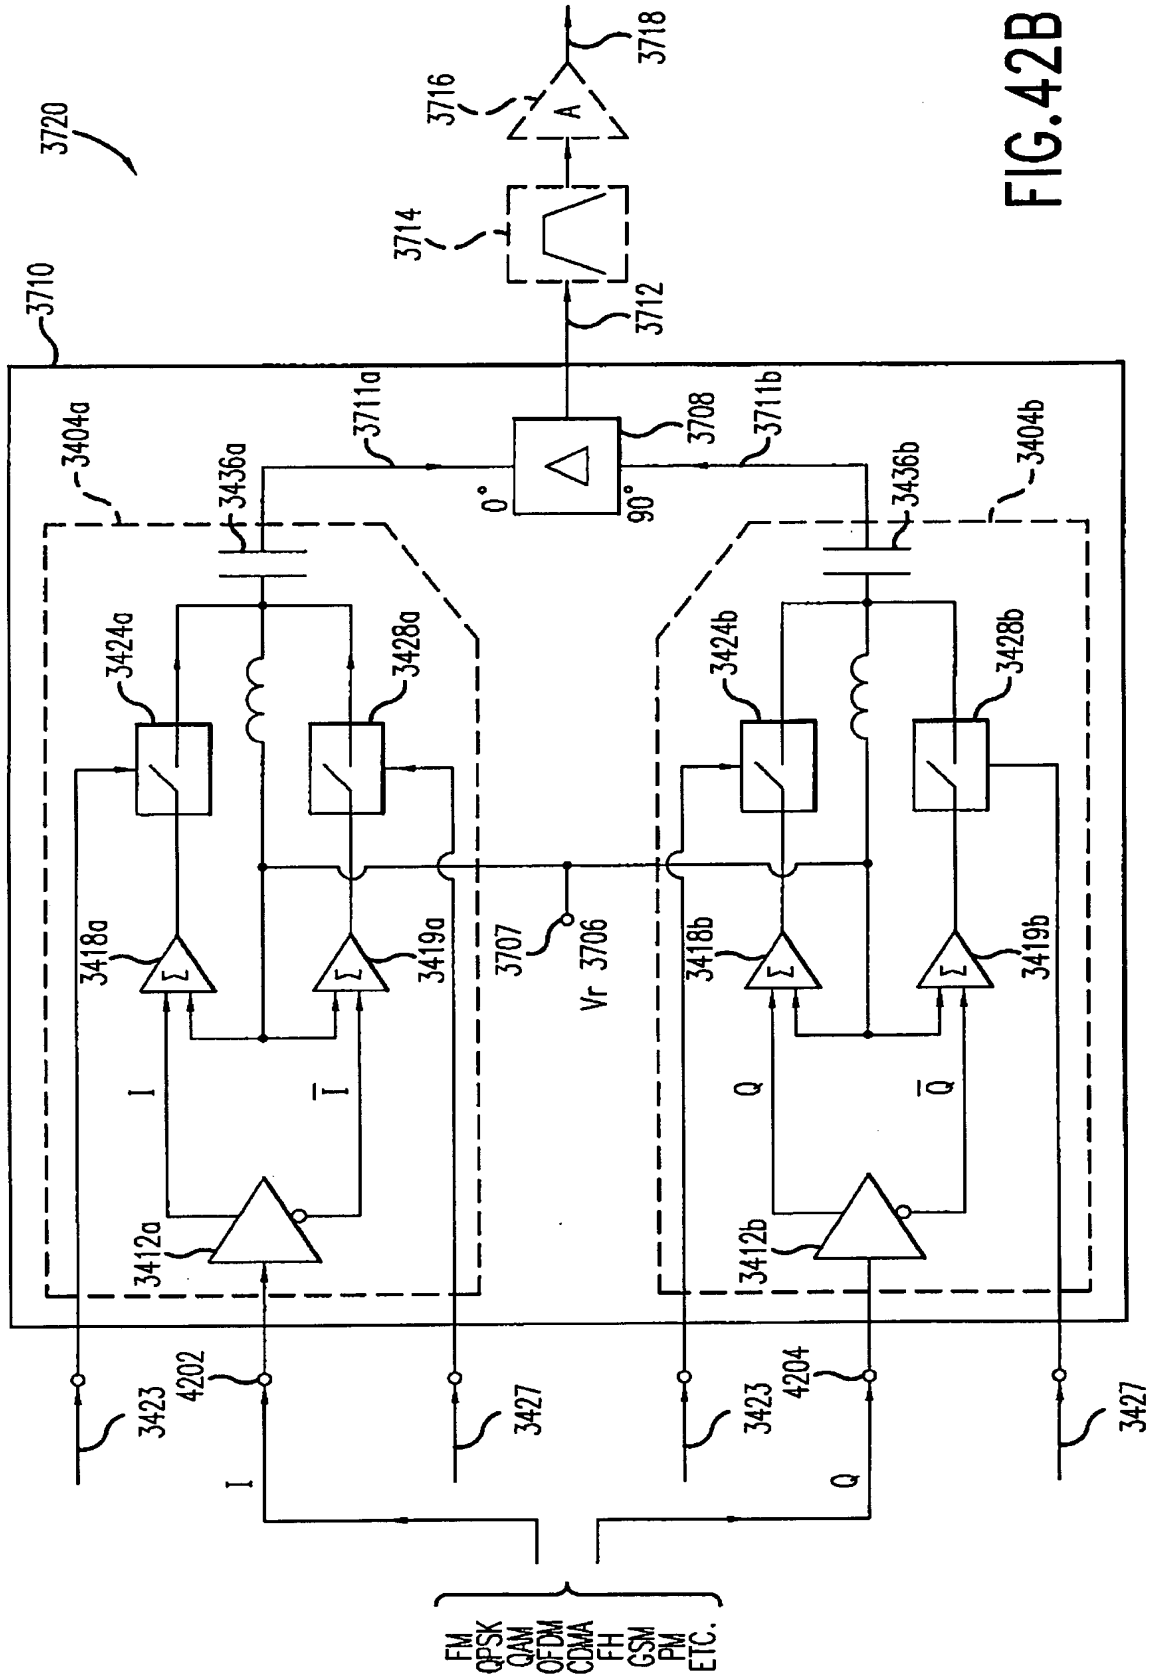 3720
3710
3404a
3436a
3711a
3424a
3428a
3418a
3419a
I
I̅
3412a
3423
4202
3427
I
0°
90°
3708
3712
3714
3716
A
3718
3707
Vr 3706
Σ
Σ
FM
QPSK
QAM
OFDM
CDMA
FH
GSM
PM
ETC.
3711b
3404b
3436b
3424b
3428b
3418b
3419b
Σ
Σ
Q
Q̅
3412b
3423
4204
3427
Q
FIG.42B